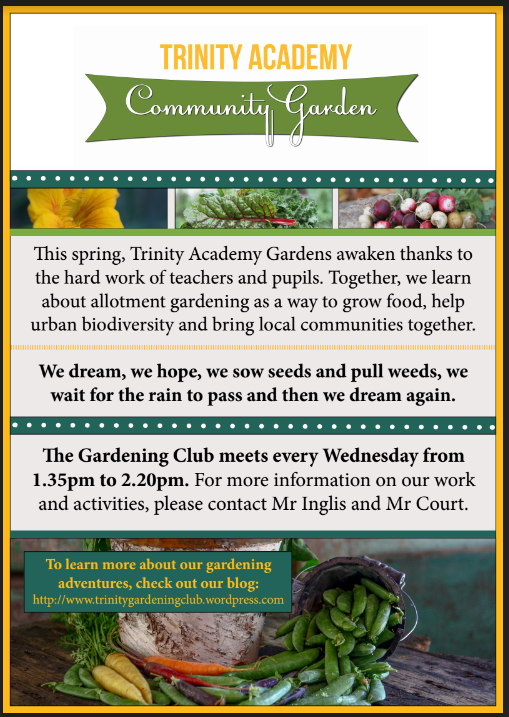 TRINITY ACADEMY
Community Garden
This spring, Trinity Academy Gardens awaken thanks to
the hard work of teachers and pupils. Together, we learn
about allotment gardening as a way to grow food, help
urban biodiversity and bring local communities together.
We dream, we hope, we sow seeds and pull weeds, we
wait for the rain to pass and then we dream again.
The Gardening Club meets every Wednesday from
1.35pm to 2.20pm. For more information on our work
and activities, please contact Mr Inglis and Mr Court.
To learn more about our gardening
adventures, check out our blog:
http://www.trinitygardeningclub.wordpress.com